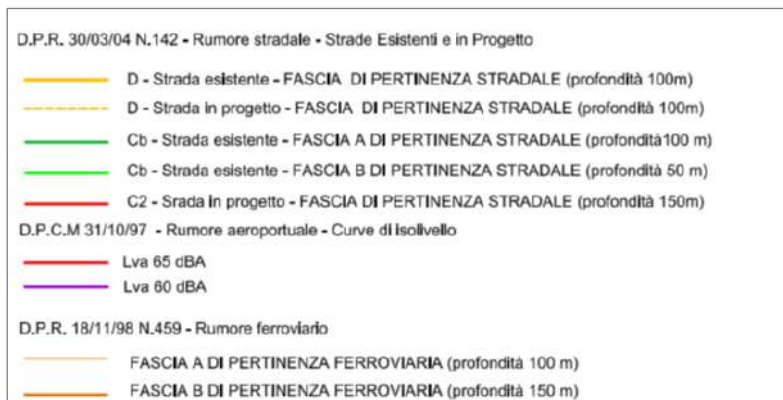 D.P.R. 30/03/04 N.142 - Rumore stradale - Strade Esistenti e in Progetto
D - Strada esistente - FASCIA DI PERTINENZA STRADALE (profondità 100m)
D - Strada in progetto - FASCIA DI PERTINENZA STRADALE (profondità 100m)
Cb - Strada esistente - FASCIA A DI PERTINENZA STRADALE (profondità100 m)
Cb - Strada esistente - FASCIA B DI PERTINENZA STRADALE (profondità 50 m)
C2 - Srada in progetto - FASCIA DI PERTINENZA STRADALE (profondità 150m)
D.P.C.M 31/10/97 - Rumore aeroportuale - Curve di isolivello
Lva 65 dBA
Lva 60 dBA
D.P.R. 18/11/98 N.459 - Rumore ferroviario
FASCIA A DI PERTINENZA FERROVIARIA (profondità 100 m)
FASCIA B DI PERTINENZA FERROVIARIA (profondità 150 m)